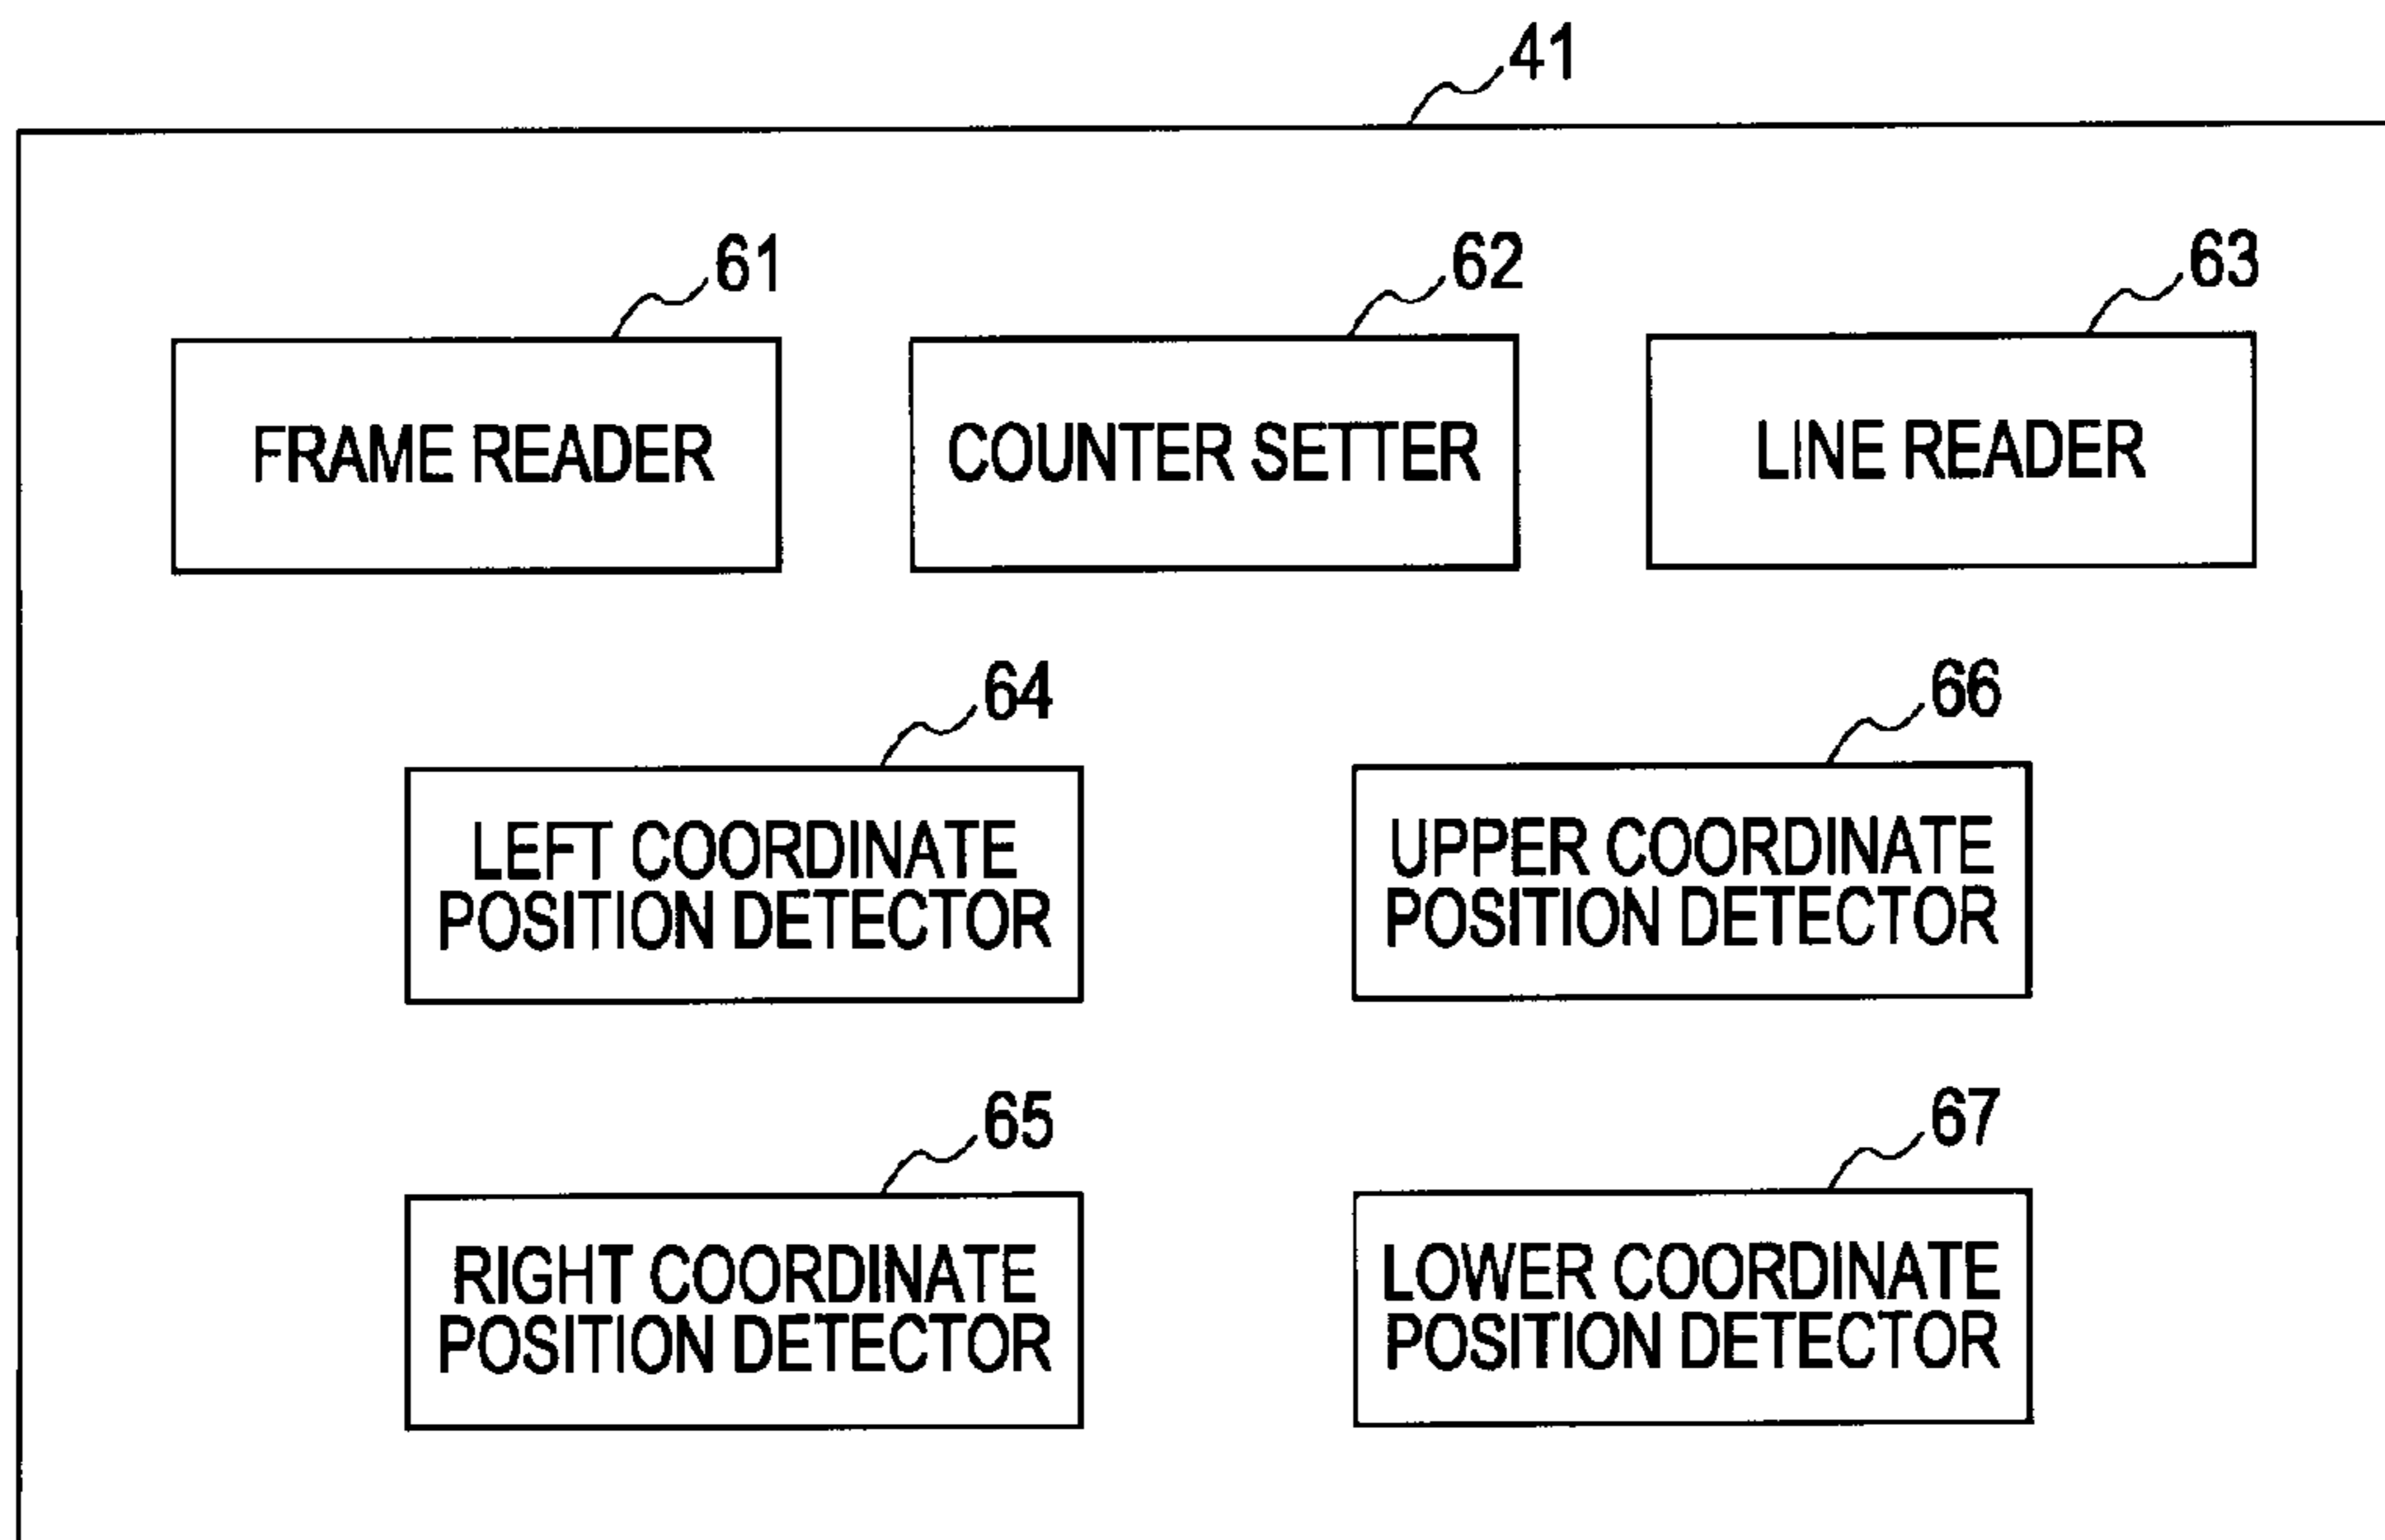 41
61
62
63
FRAME READER
COUNTER SETTER
LINE READER
64
66
LEFT COORDINATE
POSITION DETECTOR
UPPER COORDINATE
POSITION DETECTOR
65
67
RIGHT COORDINATE
POSITION DETECTOR
LOWER COORDINATE
POSITION DETECTOR